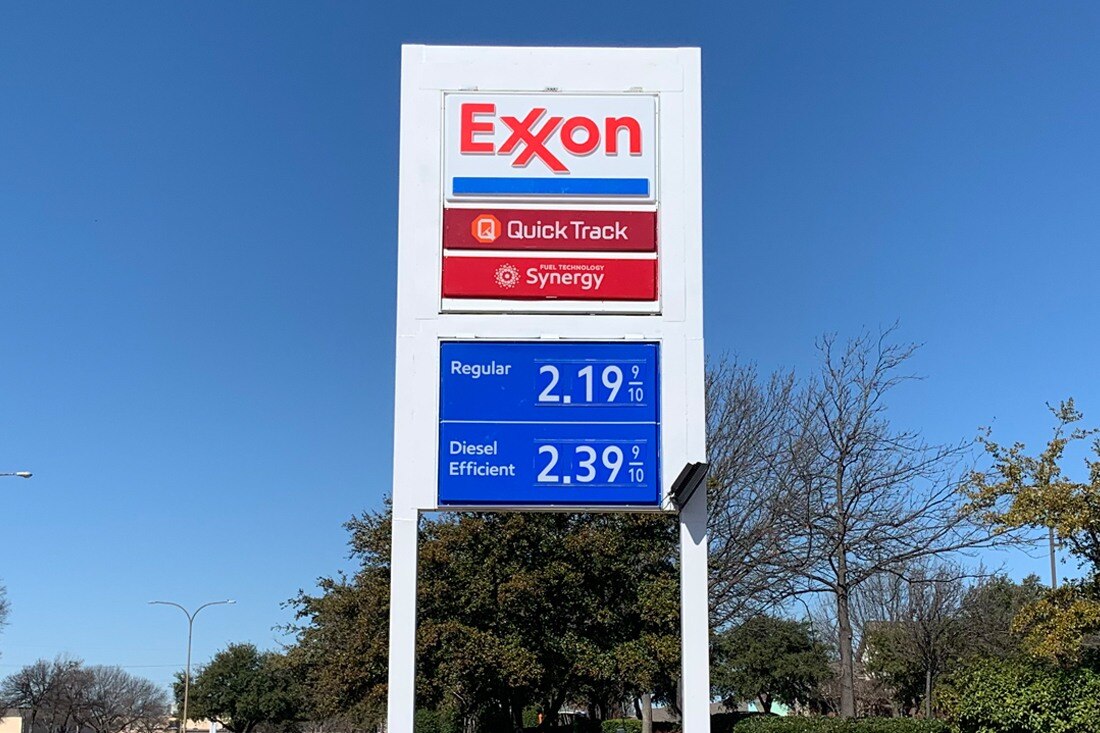 Exxon
Quick Track
FUEL TECHNOLOGY
Synergy
Regular 2.19 9/10
Diesel
Efficient 2.39 9/10